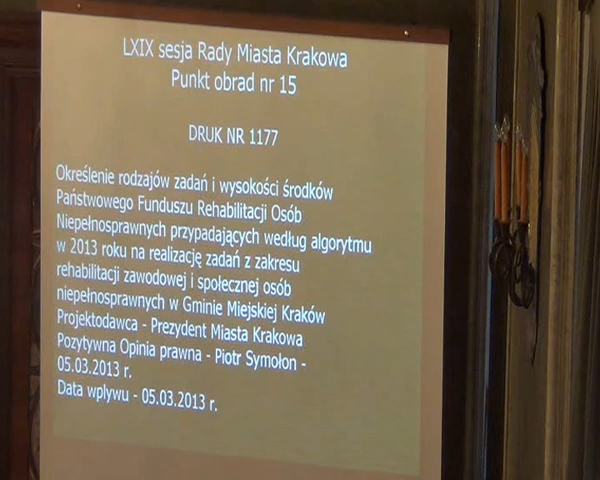 LXIX sesja Rady Miasta Krakowa
Punkt obrad nr 15
DRUK NR 1177
Określenie rodzajów zadań i wysokości środków
Państwowego Funduszu Rehabilitacji Osób
Niepełnosprawnych przypadających według algorytmu
w 2013 roku na realizację zadań z zakresu
rehabilitacji zawodowej i społecznej osób
niepełnosprawnych w Gminie Miejskiej Kraków
Projektodawca - Prezydent Miasta Krakowa
Pozytywna Opinia prawna - Piotr Symołon -
05.03.2013 r.
Data wpływu - 05.03.2013 r.